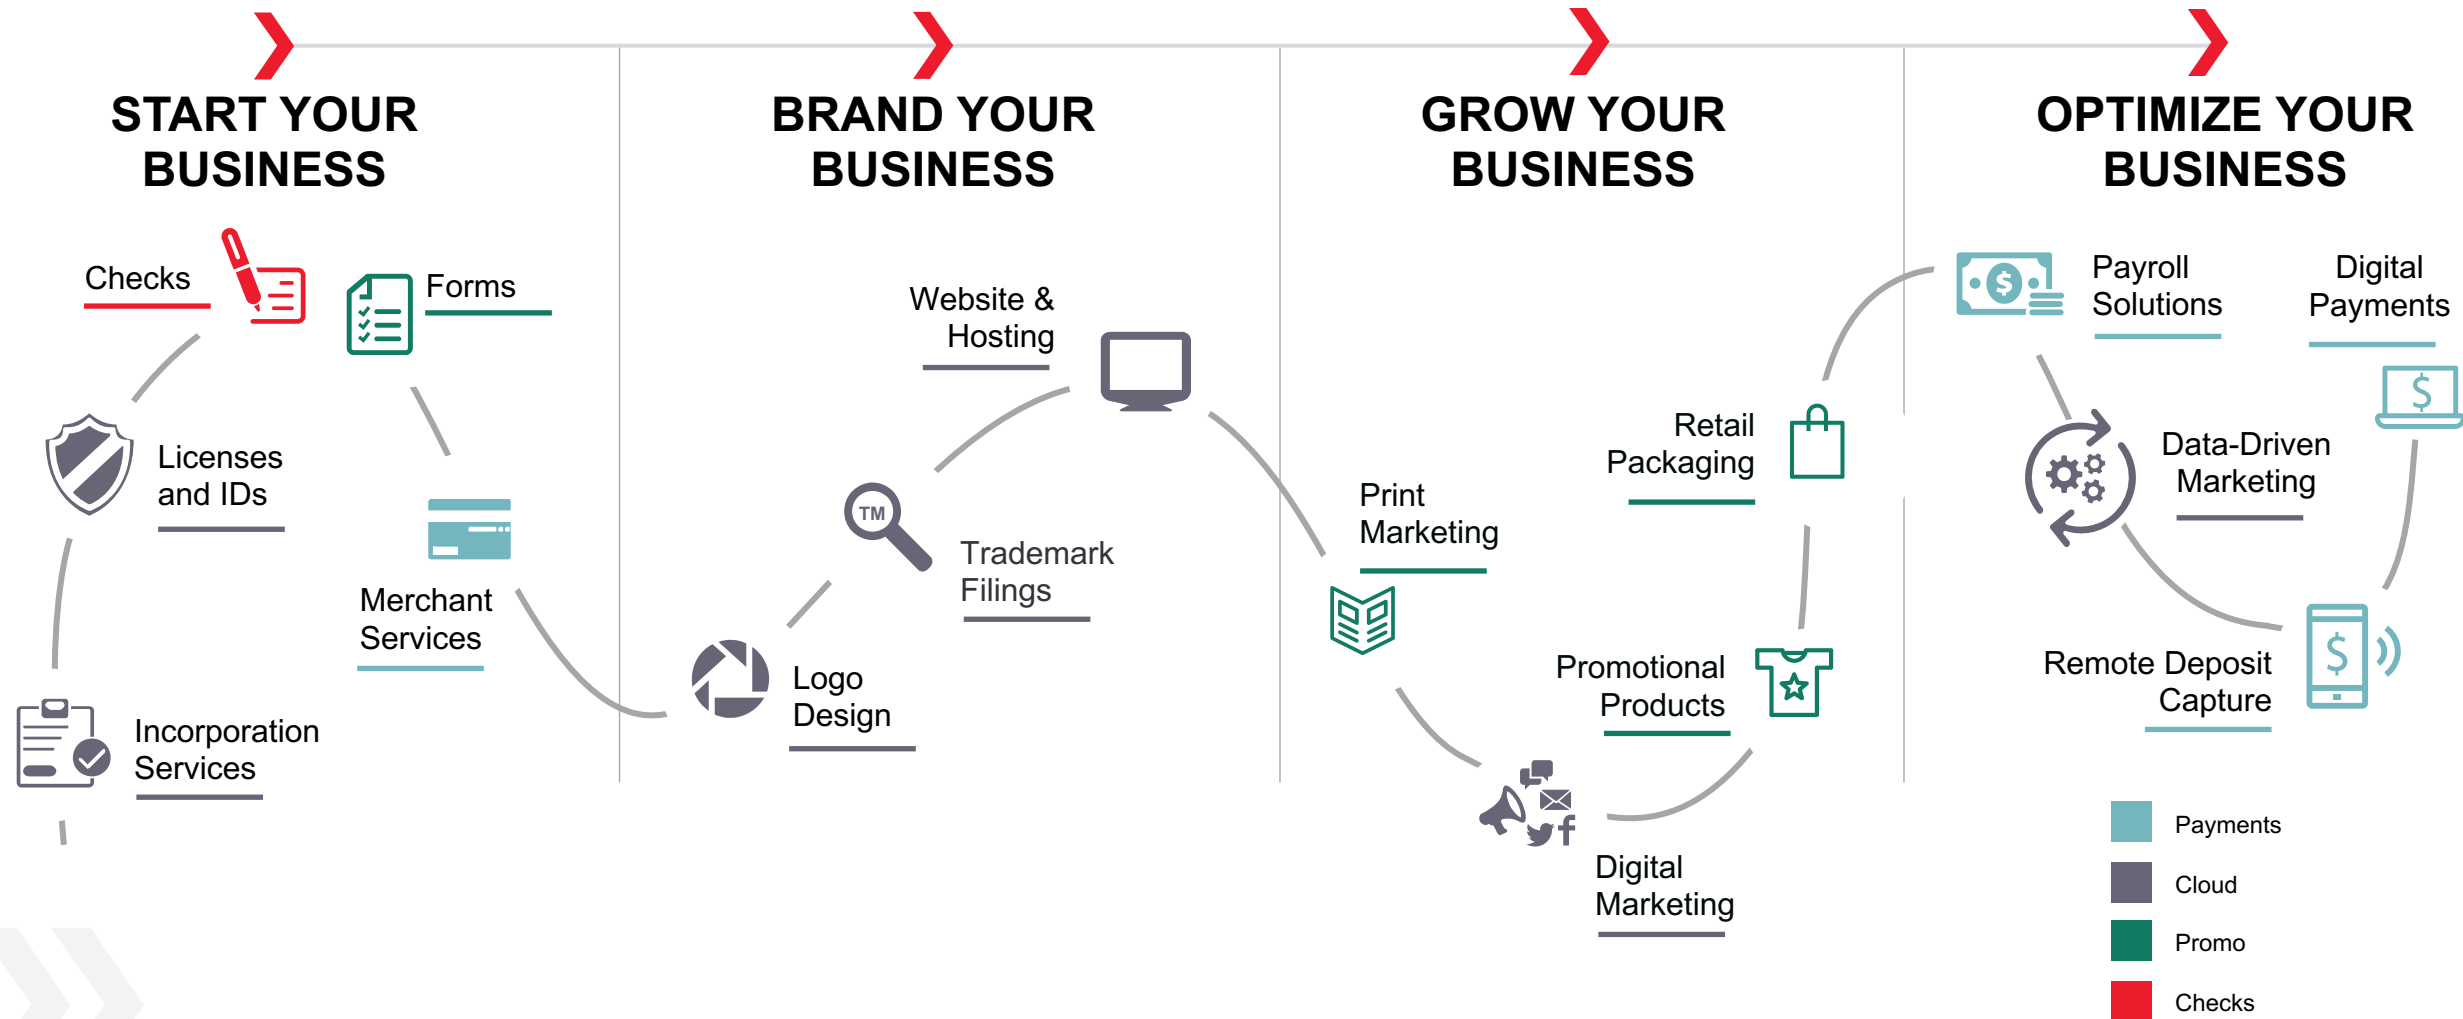 START YOUR
BUSINESS
BRAND YOUR
BUSINESS
GROW YOUR
BUSINESS
OPTIMIZE YOUR
BUSINESS
Checks
Forms
Licenses
and IDs
Merchant
Services
Incorporation
Services
Website &
Hosting
TM
Trademark
Filings
Logo
Design
Print
Marketing
Retail
Packaging
Promotional
Products
Digital
Marketing
$
Payroll
Solutions
Digital
Payments
$
Data-Driven
Marketing
$
Remote Deposit
Capture
Payments
Cloud
Promo
Checks